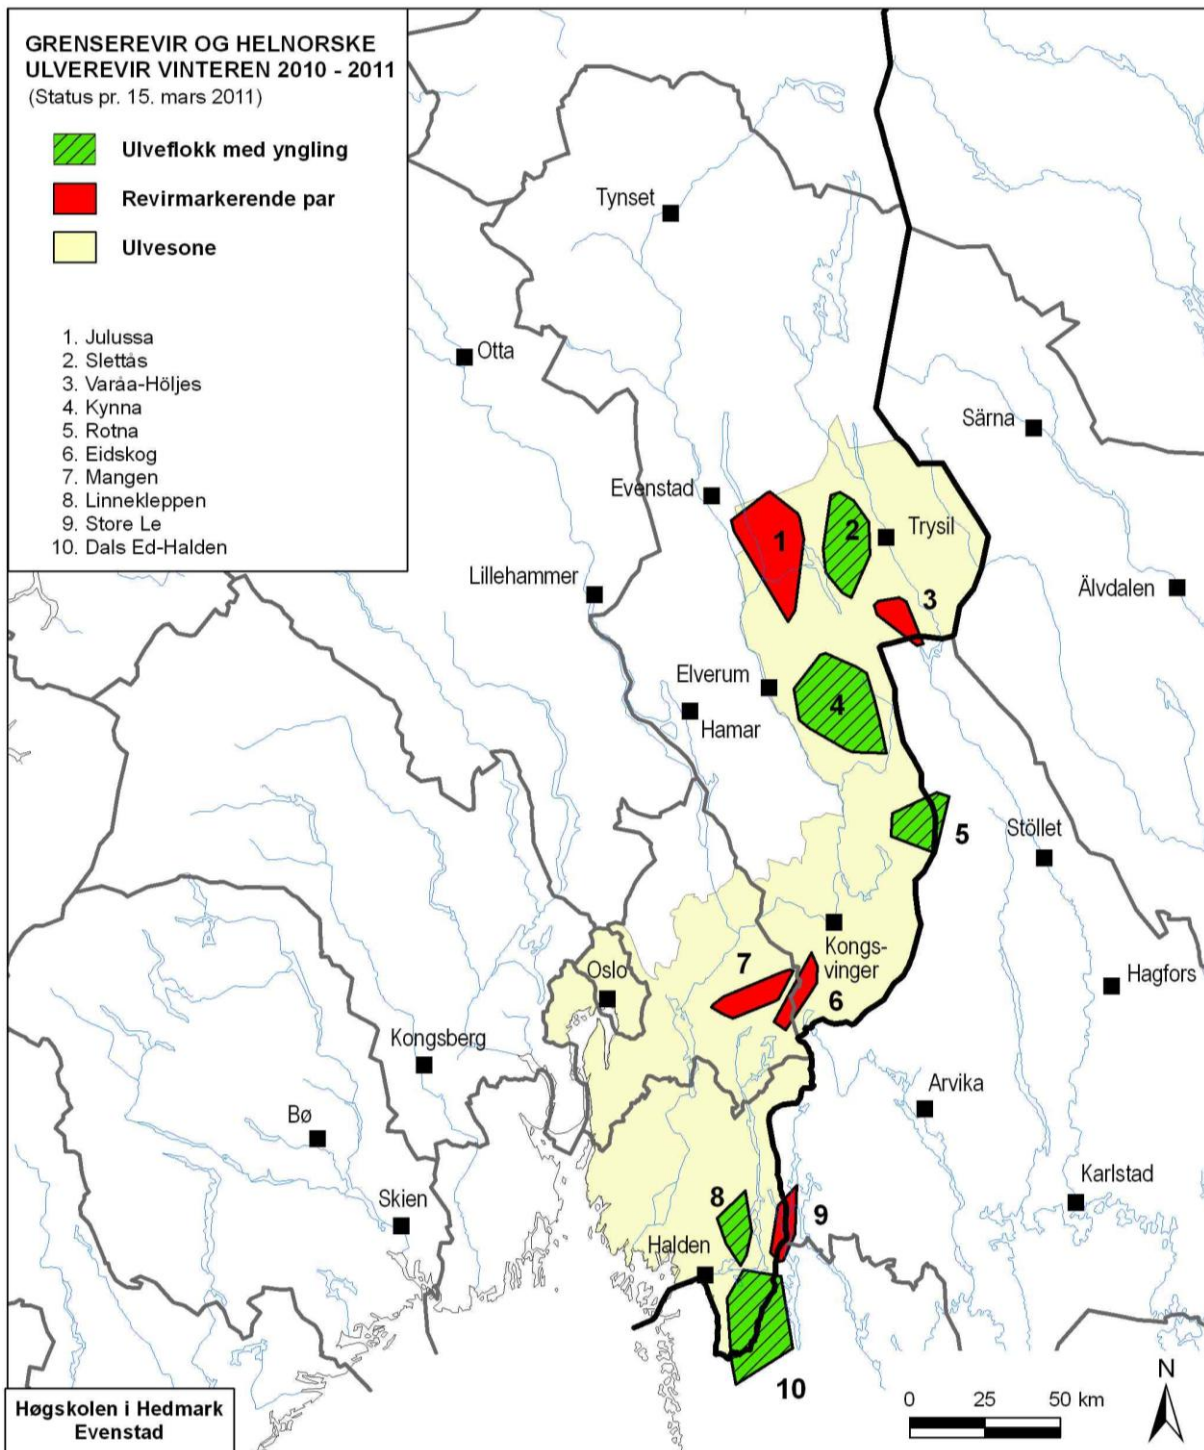 GRENSEREVIR OG HELNORSKE
ULVEREVIR VINTEREN 2010 - 2011
(Status pr. 15. mars 2011)
Ulveflokk med yngling
Revirmarkerende par
Ulvesone
1. Julussa
2. Slettås
3. Varåa-Höljes
4. Kynna
5. Rotna
6. Eidskog
7. Mangen
8. Linnekleppen
9. Store Le
10. Dals Ed-Halden
Tynset
Otta
Särna
Evenstad
1
2
Trysil
Lillehammer
3
Älvdalen
Elverum
4
Hamar
5
Stöllet
Kongs-
vinger
7
Oslo
6
Hagfors
Kongsberg
Arvika
Bø
Karlstad
Skien
8
9
Halden
10
N
0 25 50 km
Høgskolen i Hedmark
Evenstad